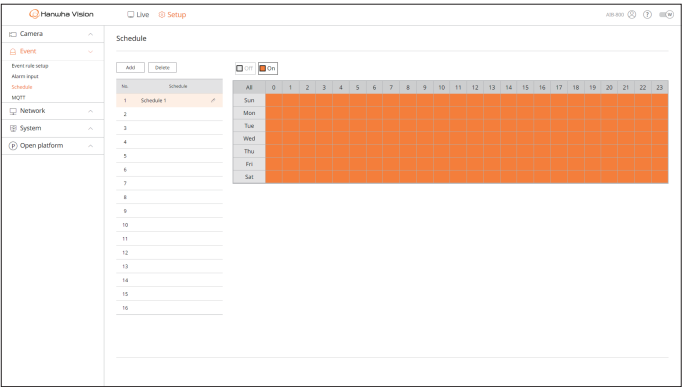 Hanwha Vision
Live
Setup
AIB-800
?
Camera
Event
Event rule setup
Alarm input
Schedule
MQTT
Network
System
P Open platform
Schedule
Add Delete
No. Schedule
1 Schedule 1
2
3
4
5
6
7
8
9
10
11
12
13
14
15
16
Off On
All 0 1 2 3 4 5 6 7 8 9 10 11 12 13 14 15 16 17 18 19 20 21 22 23
Sun
Mon
Tue
Wed
Thu
Fri
Sat